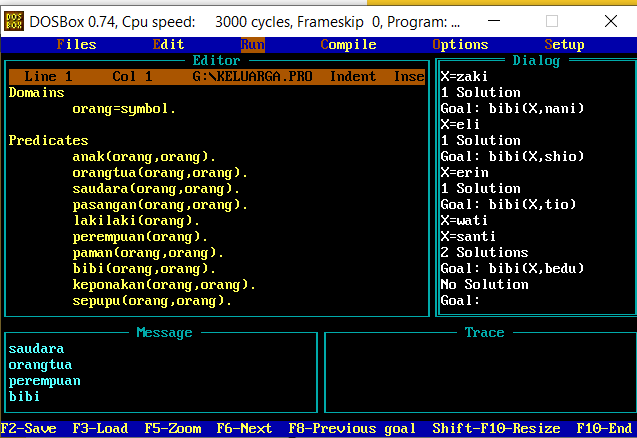 DOSBox 0.74, Cpu speed: 3000 cycles, Frameskip 0, Program: ...
Files Edit Run Compile Options Setup
Editor
Line 1 Col 1 G:\KELUARGA.PRO Indent Inse
Domains
orang=symbol.
Predicates
anak(orang,orang).
orangtua(orang,orang).
saudara(orang,orang).
pasangan(orang,orang).
lakilaki(orang).
perempuan(orang).
paman(orang,orang).
bibi(orang,orang).
keponakan(orang,orang).
sepupu(orang,orang).
Dialog
X=zaki
1 Solution
Goal: bibi(X,nani)
X=eli
1 Solution
Goal: bibi(X,shio)
X=erin
1 Solution
Goal: bibi(X,tio)
X=wati
X=santi
2 Solutions
Goal: bibi(X,bedu)
No Solution
Goal:
Message
saudara
orangtua
perempuan
bibi
Trace
F2-Save F3-Load F5-Zoom F6-Next F8-Previous goal Shift-F10-Resize F10-End